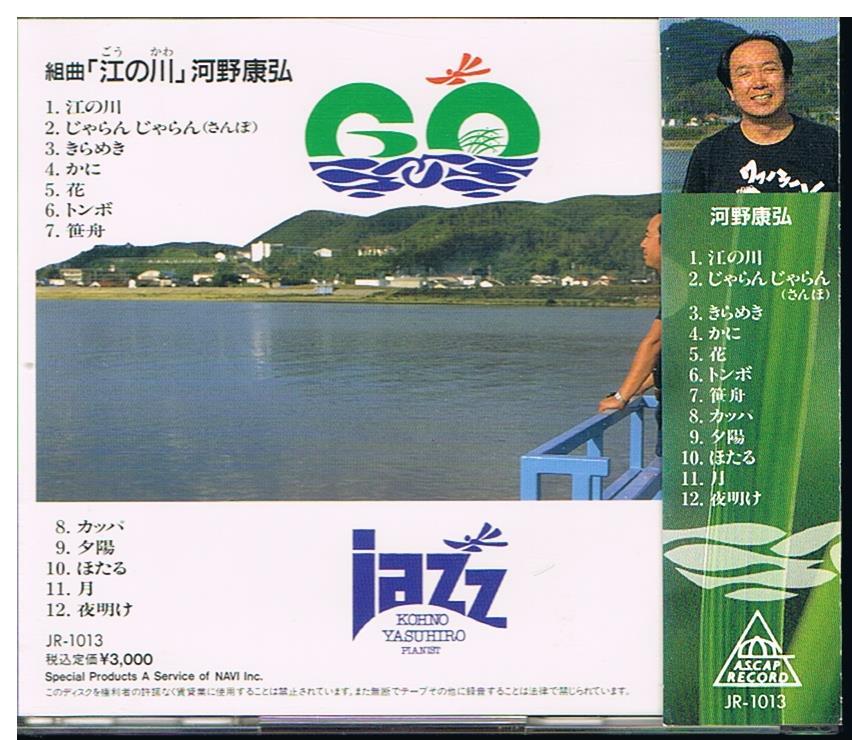 ごう かわ
組曲「江の川」河野康弘
1. 江の川
2. じゃらん じゃらん(さんぽ)
3. きらめき
4. かに
5. 花
6. トンボ
7. 笹舟
GO
8. カッパ
9. 夕陽
10. ほたる
11. 月
12. 夜明け
JR-1013
税込定価¥3,000
Special Products A Service of NAVI Inc.
このディスクを権利者の許諾なく賃貸業に使用することは禁止されています。また無断でテープその他に録音することは法律で禁じられています。
jazz
KOHNO
YASUHIRO
PIANIST
河野康弘
1. 江の川
2. じゃらん じゃらん
(さんぽ)
3. きらめき
4. かに
5. 花
6. トンボ
7. 笹舟
8. カッパ
9. 夕陽
10. ほたる
11. 月
12. 夜明け
A.S.CAP
RECORD
JR-1013